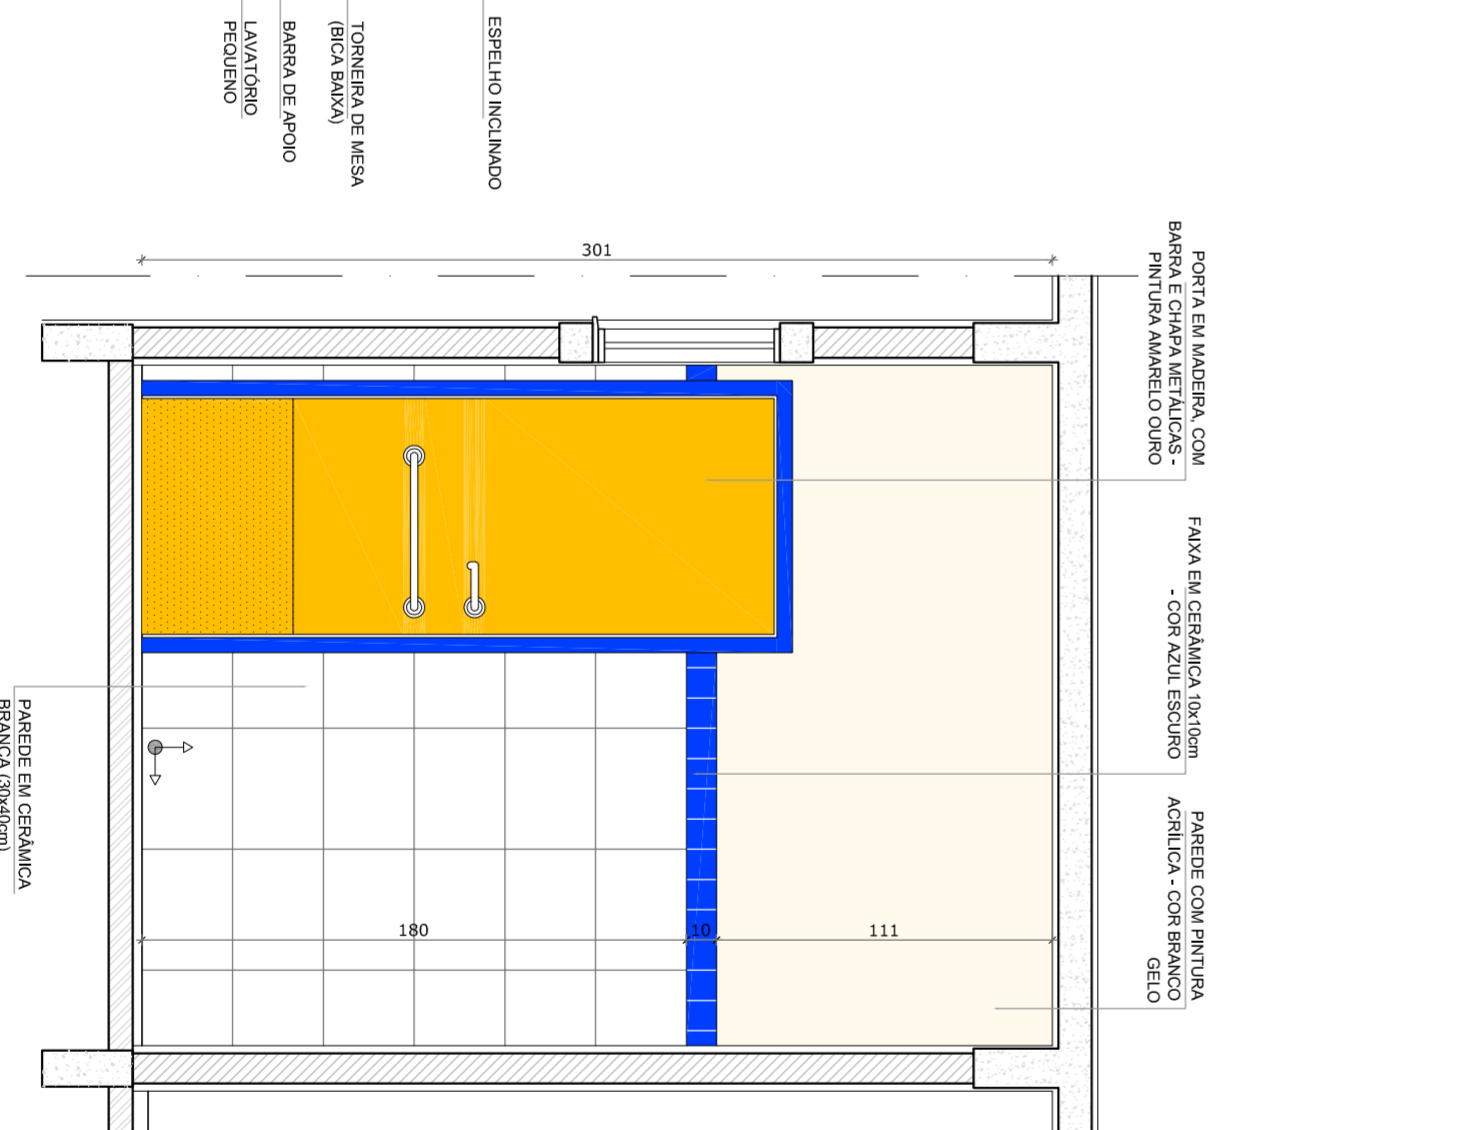 ESPELHO INCLINADO
TORNEIRA DE MESA
(BICA BAIXA)
BARRA DE APOIO
LAVATÓRIO
PEQUENO
PORTA EM MADEIRA, COM
BARRA E CHAPA METÁLICAS -
PINTURA AMARELO OURO
FAIXA EM CERÂMICA 10x10cm
- COR AZUL ESCURO
PAREDE COM PINTURA
ACRÍLICA - COR BRANCO
GELO
301
180
10
111
PAREDE EM CERÂMICA
BRANCA (30x40cm)